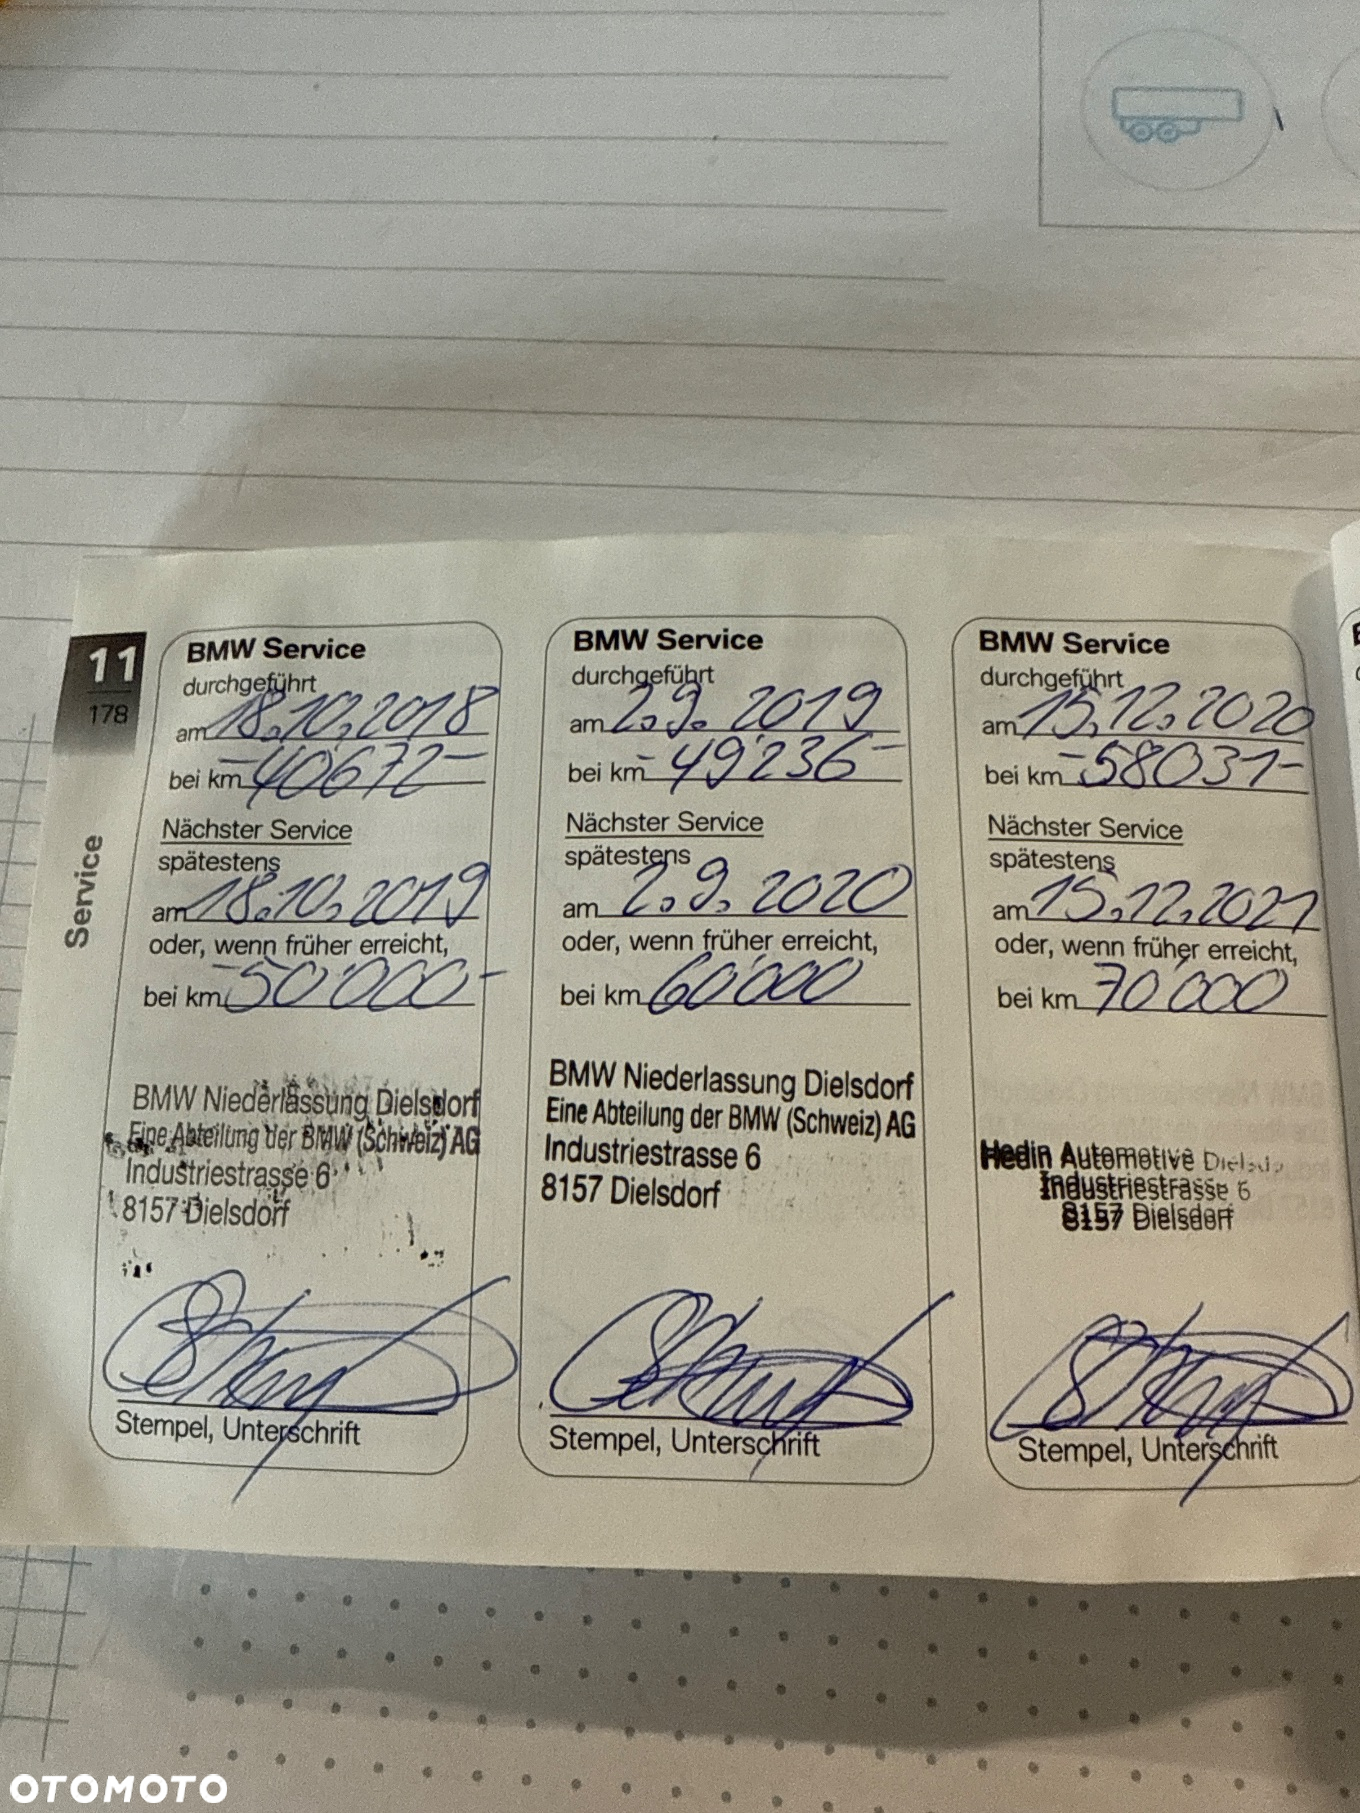 11
178
Service
BMW Service
durchgeführt
am 18.10.2018
bei km -40'672-
Nächster Service
spätestens
am 18.10.2019
oder, wenn früher erreicht,
bei km -50'000-
BMW Niederlassung Dielsdorf
Eine Abteilung der BMW (Schweiz) AG
Industriestrasse 6
8157 Dielsdorf
Stempel, Unterschrift
BMW Service
durchgeführt
am 2.9.2019
bei km -49'236-
Nächster Service
spätestens
am 2.9.2020
oder, wenn früher erreicht,
bei km 60'000
BMW Niederlassung Dielsdorf
Eine Abteilung der BMW (Schweiz) AG
Industriestrasse 6
8157 Dielsdorf
Stempel, Unterschrift
BMW Service
durchgeführt
am 15.12.2020
bei km -58'031-
Nächster Service
spätestens
am 15.12.2021
oder, wenn früher erreicht,
bei km 70'000
Hedin Automotive
Industriestrasse 6
8157 Dielsdorf
Stempel, Unterschrift
OTOMOTO